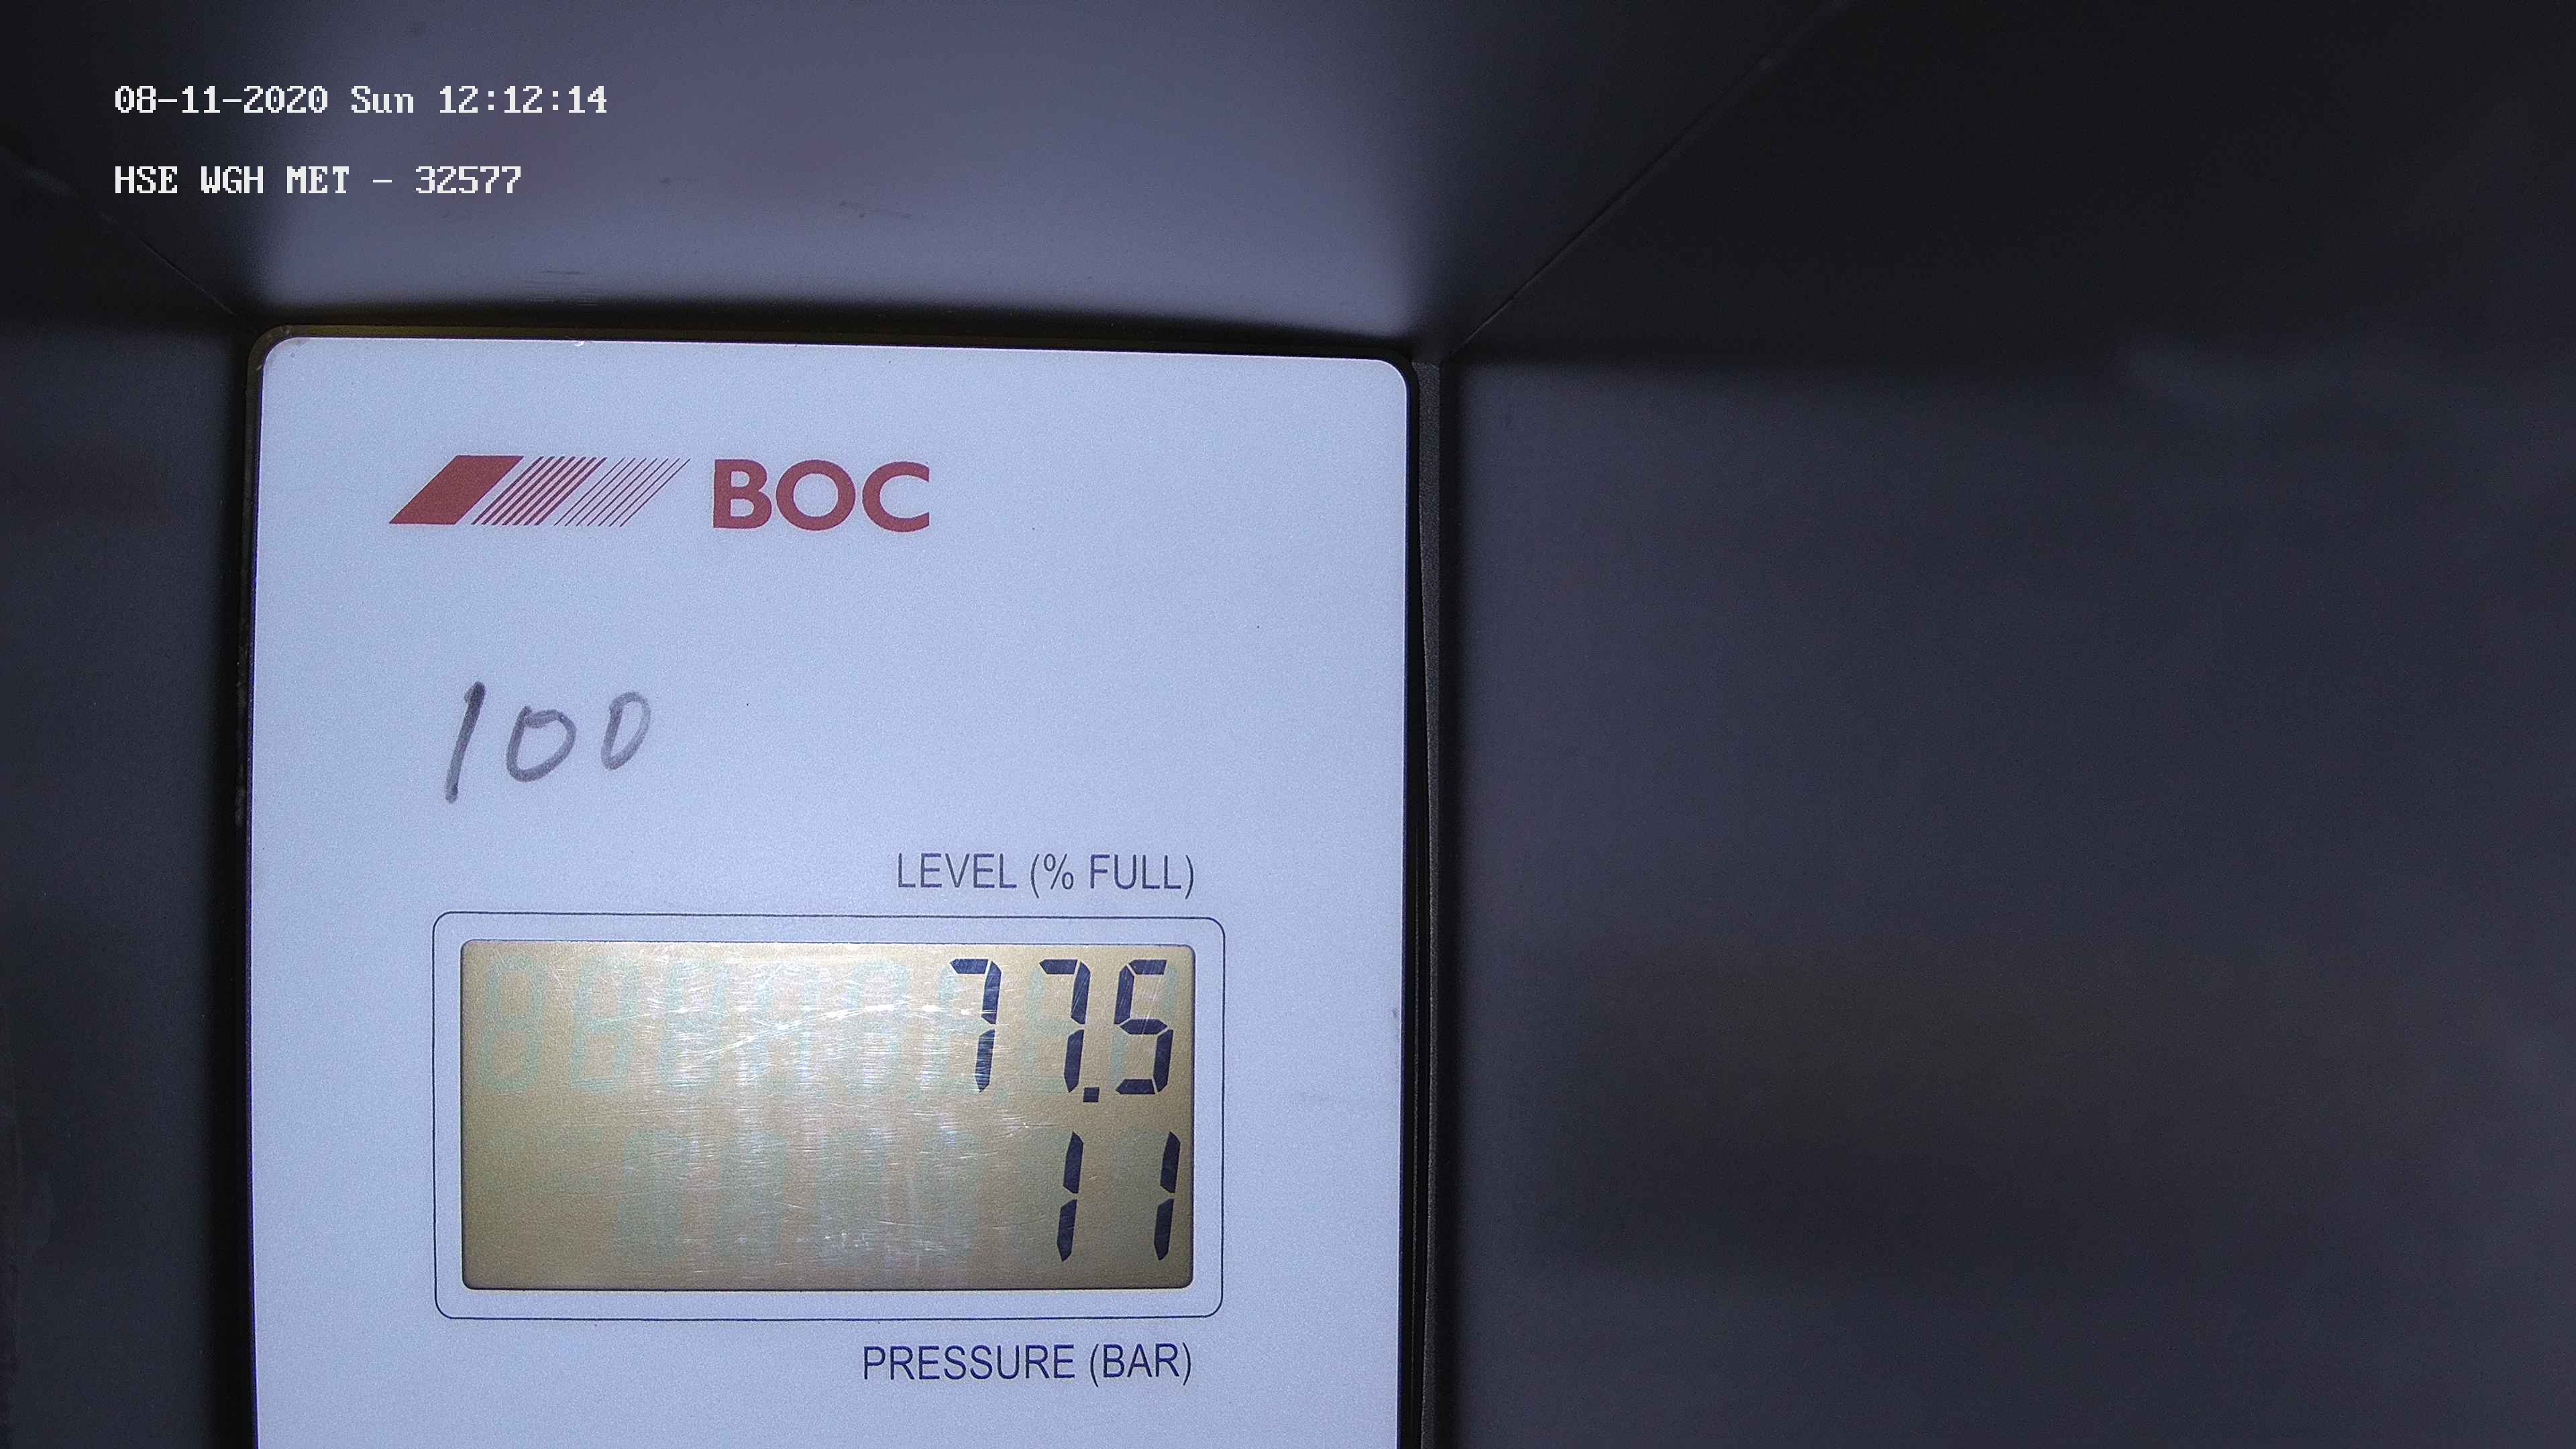 08-11-2020 Sun 12:12:14
HSE WGH MET - 32577
BOC
100
LEVEL (% FULL)
77.5
11
PRESSURE (BAR)